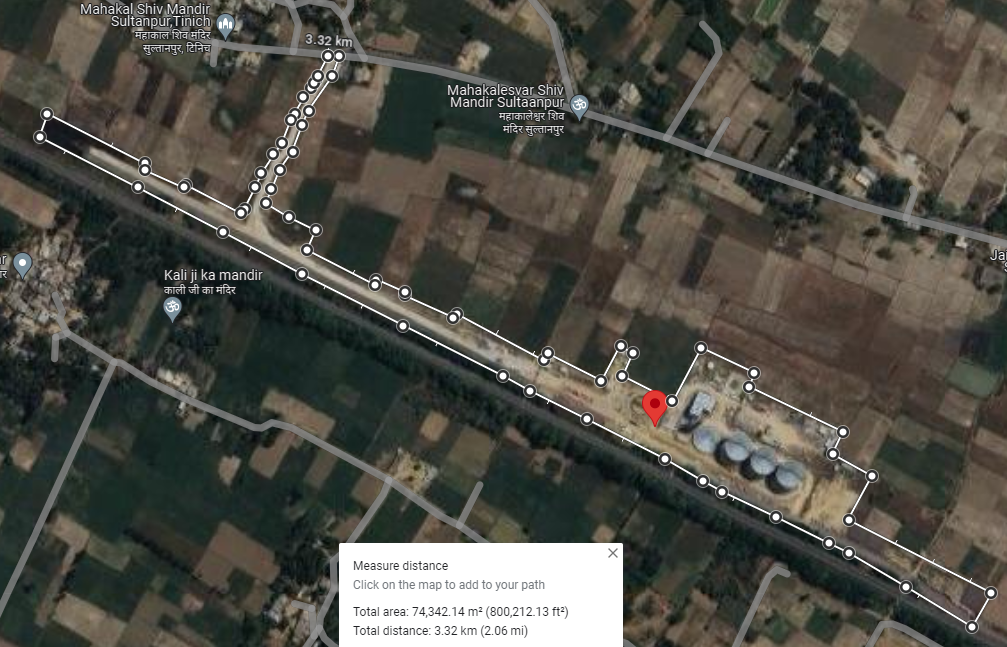 Mahakal Shiv Mandir
Sultanpur,Tinich
महाकाल शिव मंदिर
सुल्तानपुर, टिनिच
3.32 km
Mahakalesvar Shiv
Mandir Sultaanpur
महाकालेश्वर शिव
मंदिर सुल्तानपुर
Kali ji ka mandir
काली जी का मंदिर
Measure distance
Click on the map to add to your path
Total area: 74,342.14 m² (800,212.13 ft²)
Total distance: 3.32 km (2.06 mi)